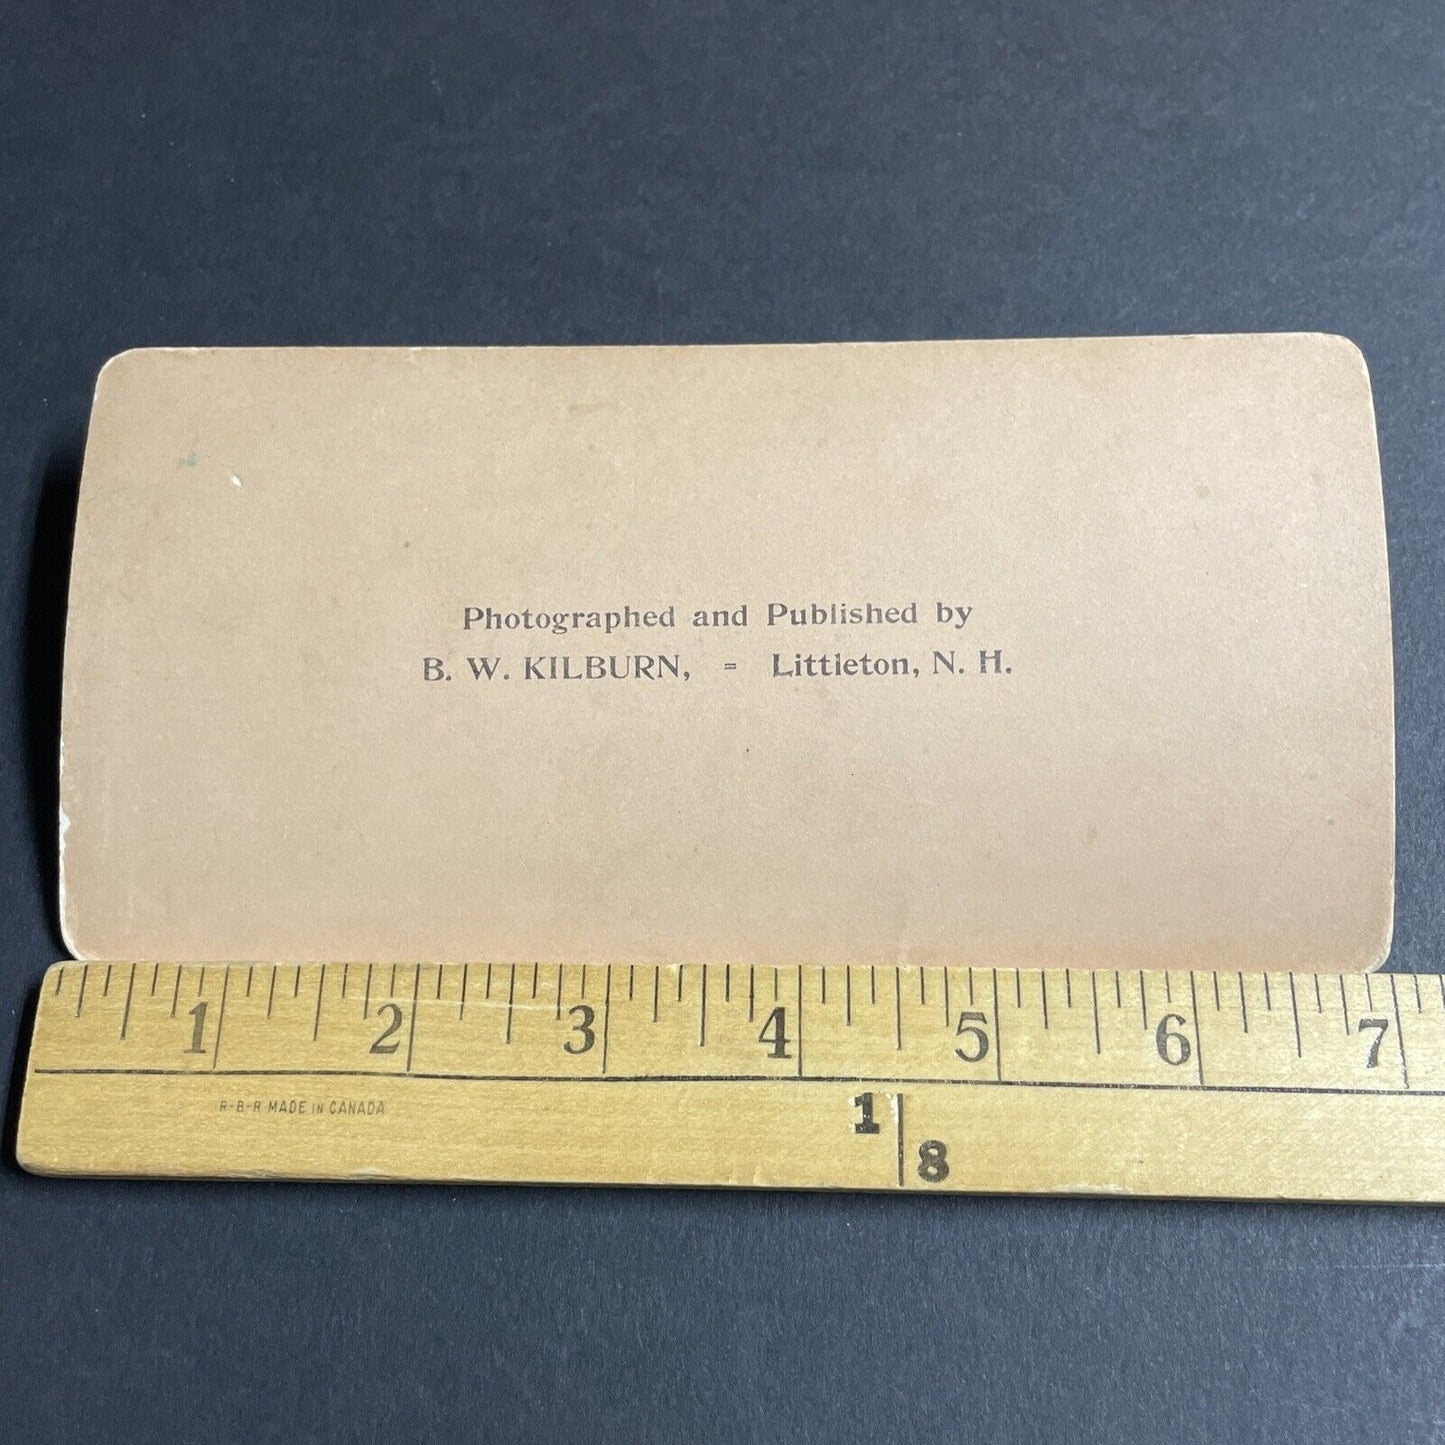 Photographed and Published by
B. W. KILBURN, = Littleton, N. H.
1 2 3 4 5 6 7
R-B-R MADE IN CANADA
1
8